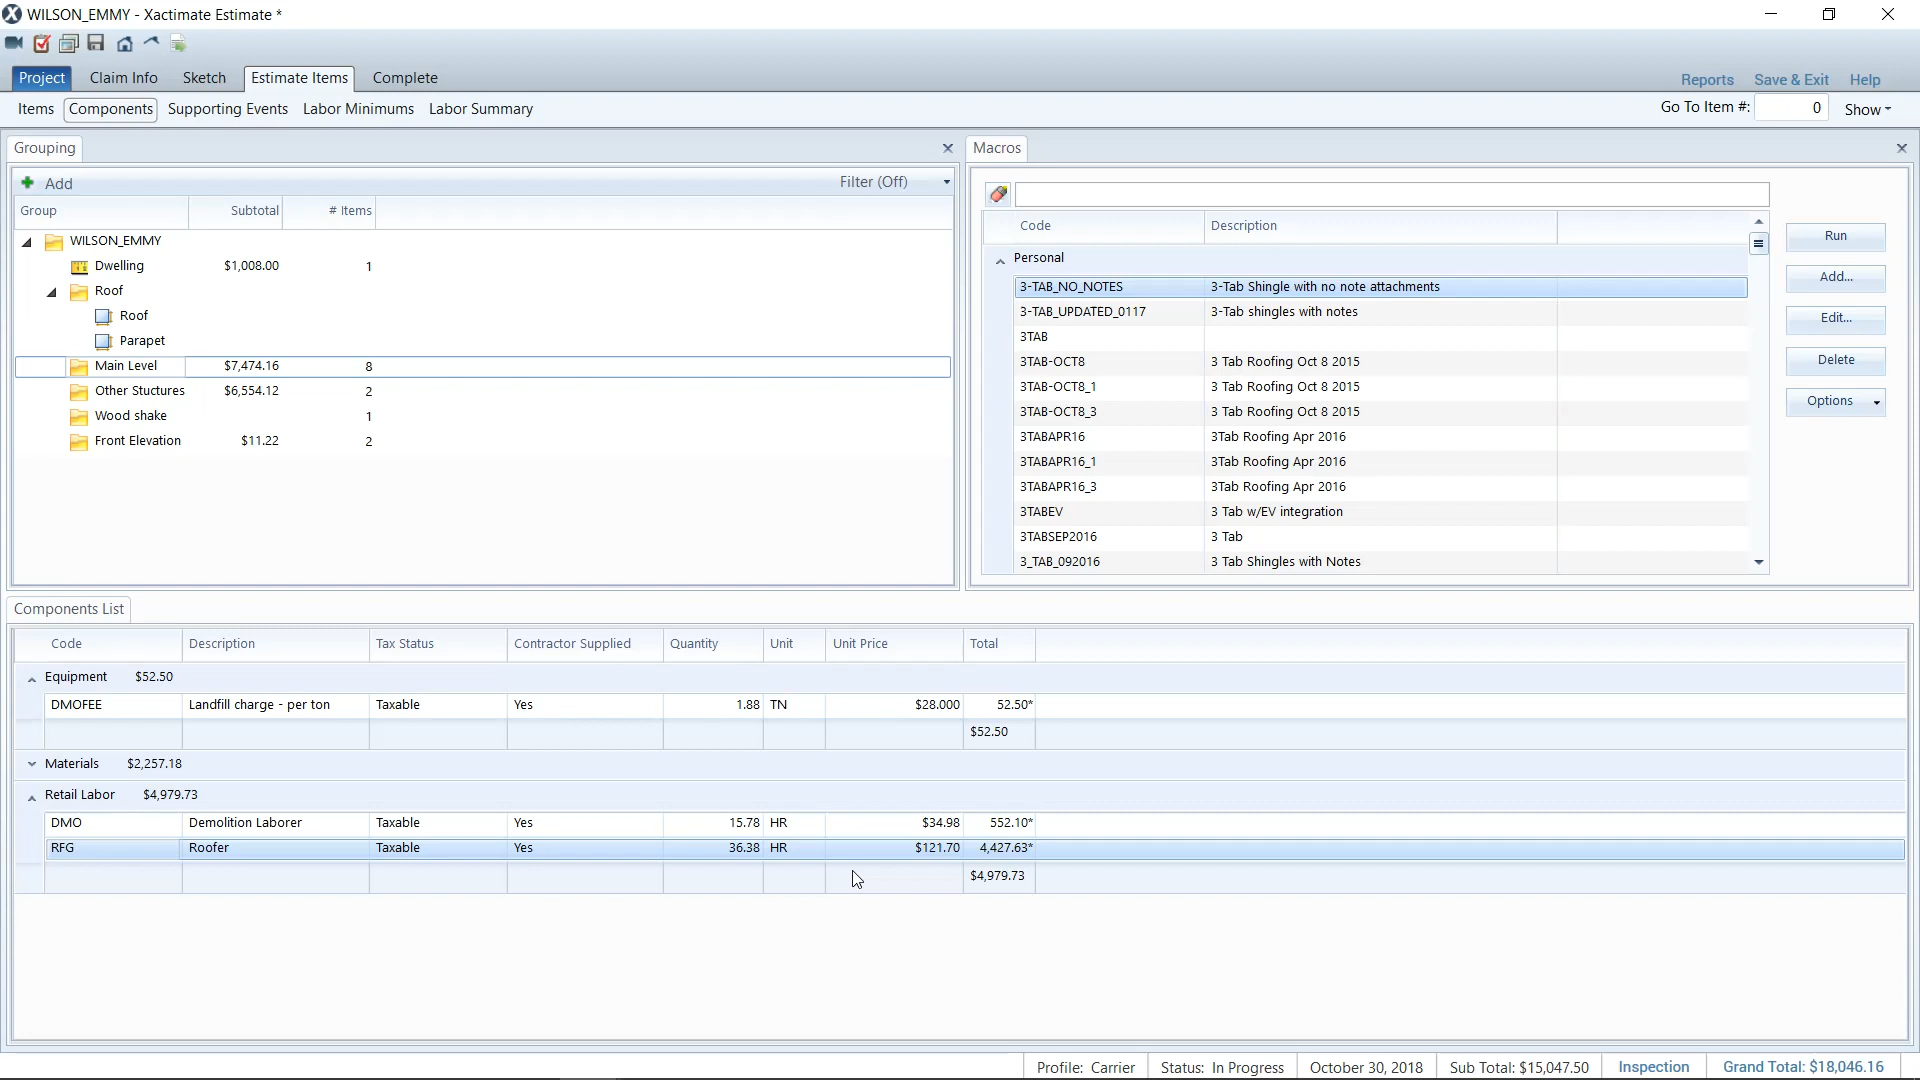 WILSON_EMMY - Xactimate Estimate *
Project Claim Info Sketch Estimate Items Complete Reports Save & Exit Help
Items Components Supporting Events Labor Minimums Labor Summary Go To Item #: 0 Show
Grouping
Add Filter (Off)
Group Subtotal # Items
WILSON_EMMY
Dwelling $1,008.00 1
Roof
Roof
Parapet
Main Level $7,474.16 8
Other Stuctures $6,554.12 2
Wood shake 1
Front Elevation $11.22 2
Macros
Code Description
Personal
3-TAB_NO_NOTES 3-Tab Shingle with no note attachments
3-TAB_UPDATED_0117 3-Tab shingles with notes
3TAB
3TAB-OCT8 3 Tab Roofing Oct 8 2015
3TAB-OCT8_1 3 Tab Roofing Oct 8 2015
3TAB-OCT8_3 3 Tab Roofing Oct 8 2015
3TABAPR16 3Tab Roofing Apr 2016
3TABAPR16_1 3Tab Roofing Apr 2016
3TABAPR16_3 3Tab Roofing Apr 2016
3TABEV 3 Tab w/EV integration
3TABSEP2016 3 Tab
3_TAB_092016 3 Tab Shingles with Notes
Run
Add...
Edit...
Delete
Options
Components List
Code Description Tax Status Contractor Supplied Quantity Unit Unit Price Total
Equipment $52.50
DMOFEE Landfill charge - per ton Taxable Yes 1.88 TN $28.000 52.50*
$52.50
Materials $2,257.18
Retail Labor $4,979.73
DMO Demolition Laborer Taxable Yes 15.78 HR $34.98 552.10*
RFG Roofer Taxable Yes 36.38 HR $121.70 4,427.63*
$4,979.73
Profile: Carrier Status: In Progress October 30, 2018 Sub Total: $15,047.50 Inspection Grand Total: $18,046.16